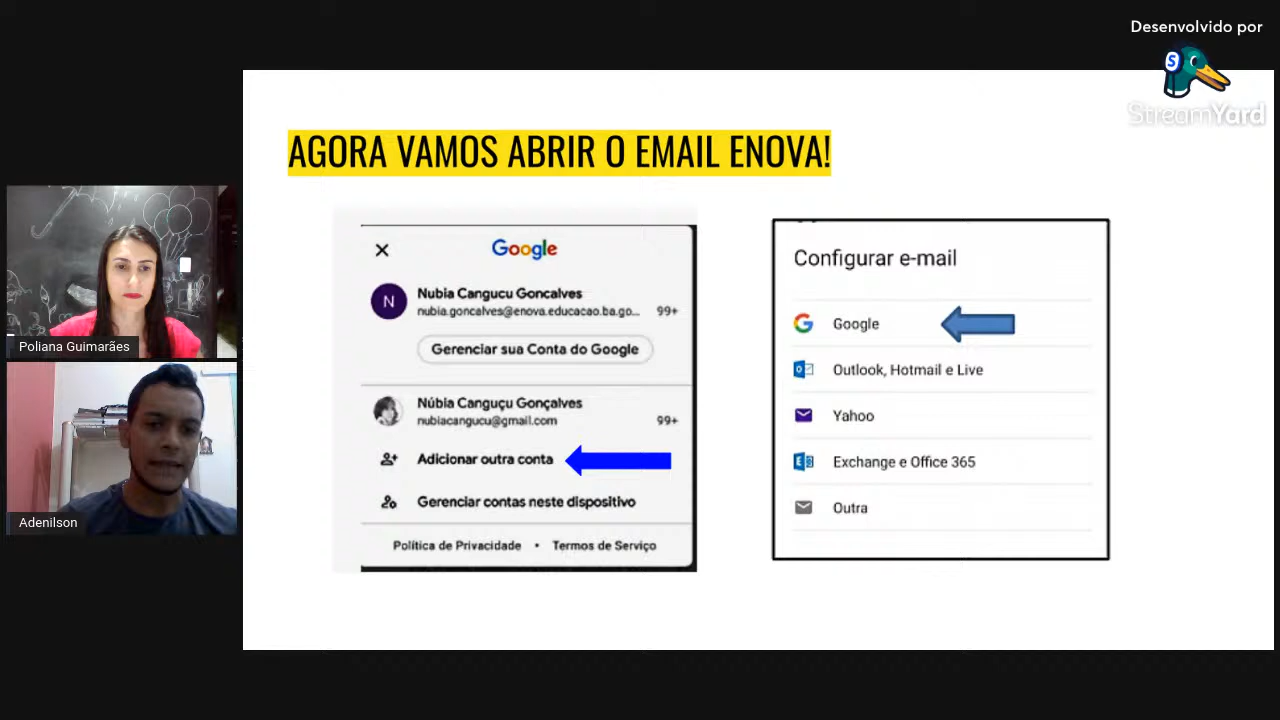 Desenvolvido por
StreamYard
AGORA VAMOS ABRIR O EMAIL ENOVA!
Google
N
Nubia Cangucu Goncalves
nubia.goncalves@enova.educacao.ba.go...
99+
Gerenciar sua Conta do Google
Núbia Canguçu Gonçalves
nubiacangucu@gmail.com
99+
Adicionar outra conta
Gerenciar contas neste dispositivo
Política de Privacidade • Termos de Serviço
Configurar e-mail
Google
Outlook, Hotmail e Live
Yahoo
Exchange e Office 365
Outra
Poliana Guimarães
Adenilson